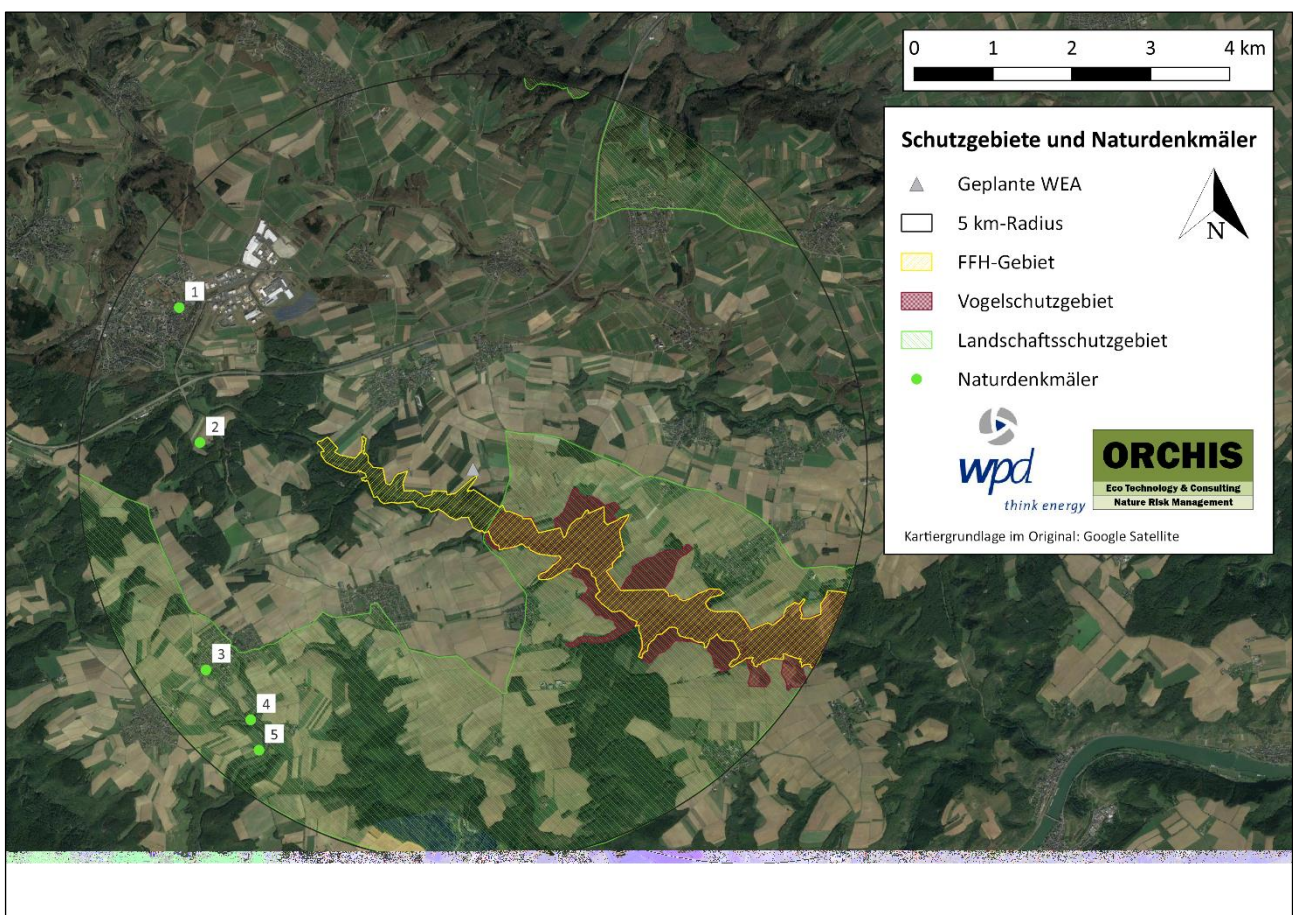 0 1 2 3 4 km
Schutzgebiete und Naturdenkmäler
Geplante WEA
5 km-Radius
FFH-Gebiet
Vogelschutzgebiet
Landschaftsschutzgebiet
Naturdenkmäler
N
wpd
think energy
ORCHIS
Eco Technology & Consulting
Nature Risk Management
Kartiergrundlage im Original: Google Satellite
1
2
3
4
5